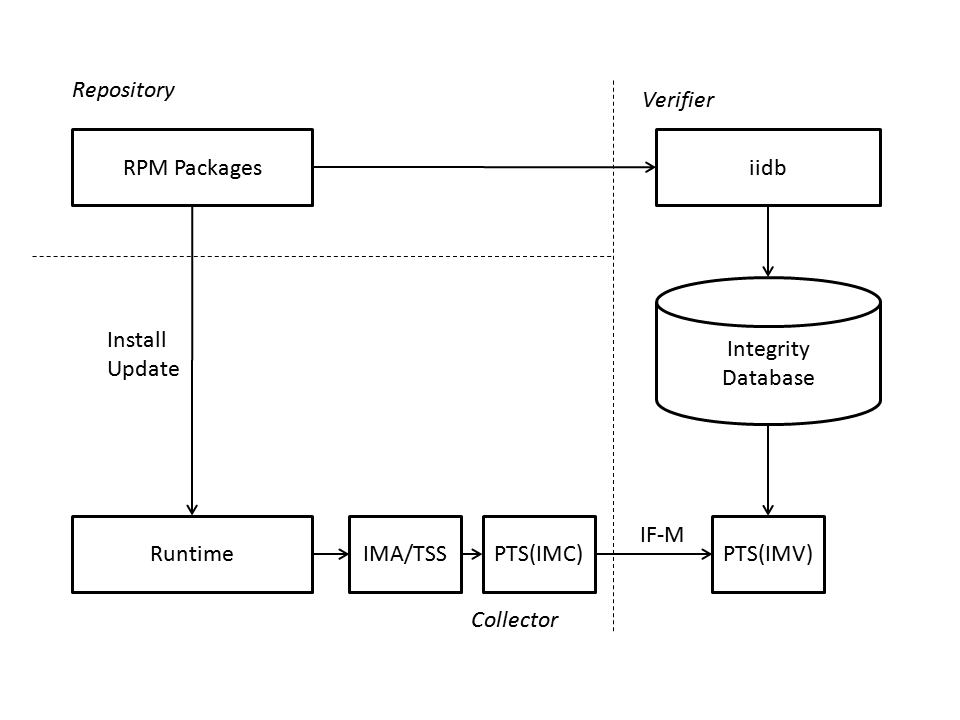 Repository
Verifier
RPM Packages
iidb
Install
Update
Integrity
Database
IF-M
Runtime
IMA/TSS
PTS(IMC)
PTS(IMV)
Collector